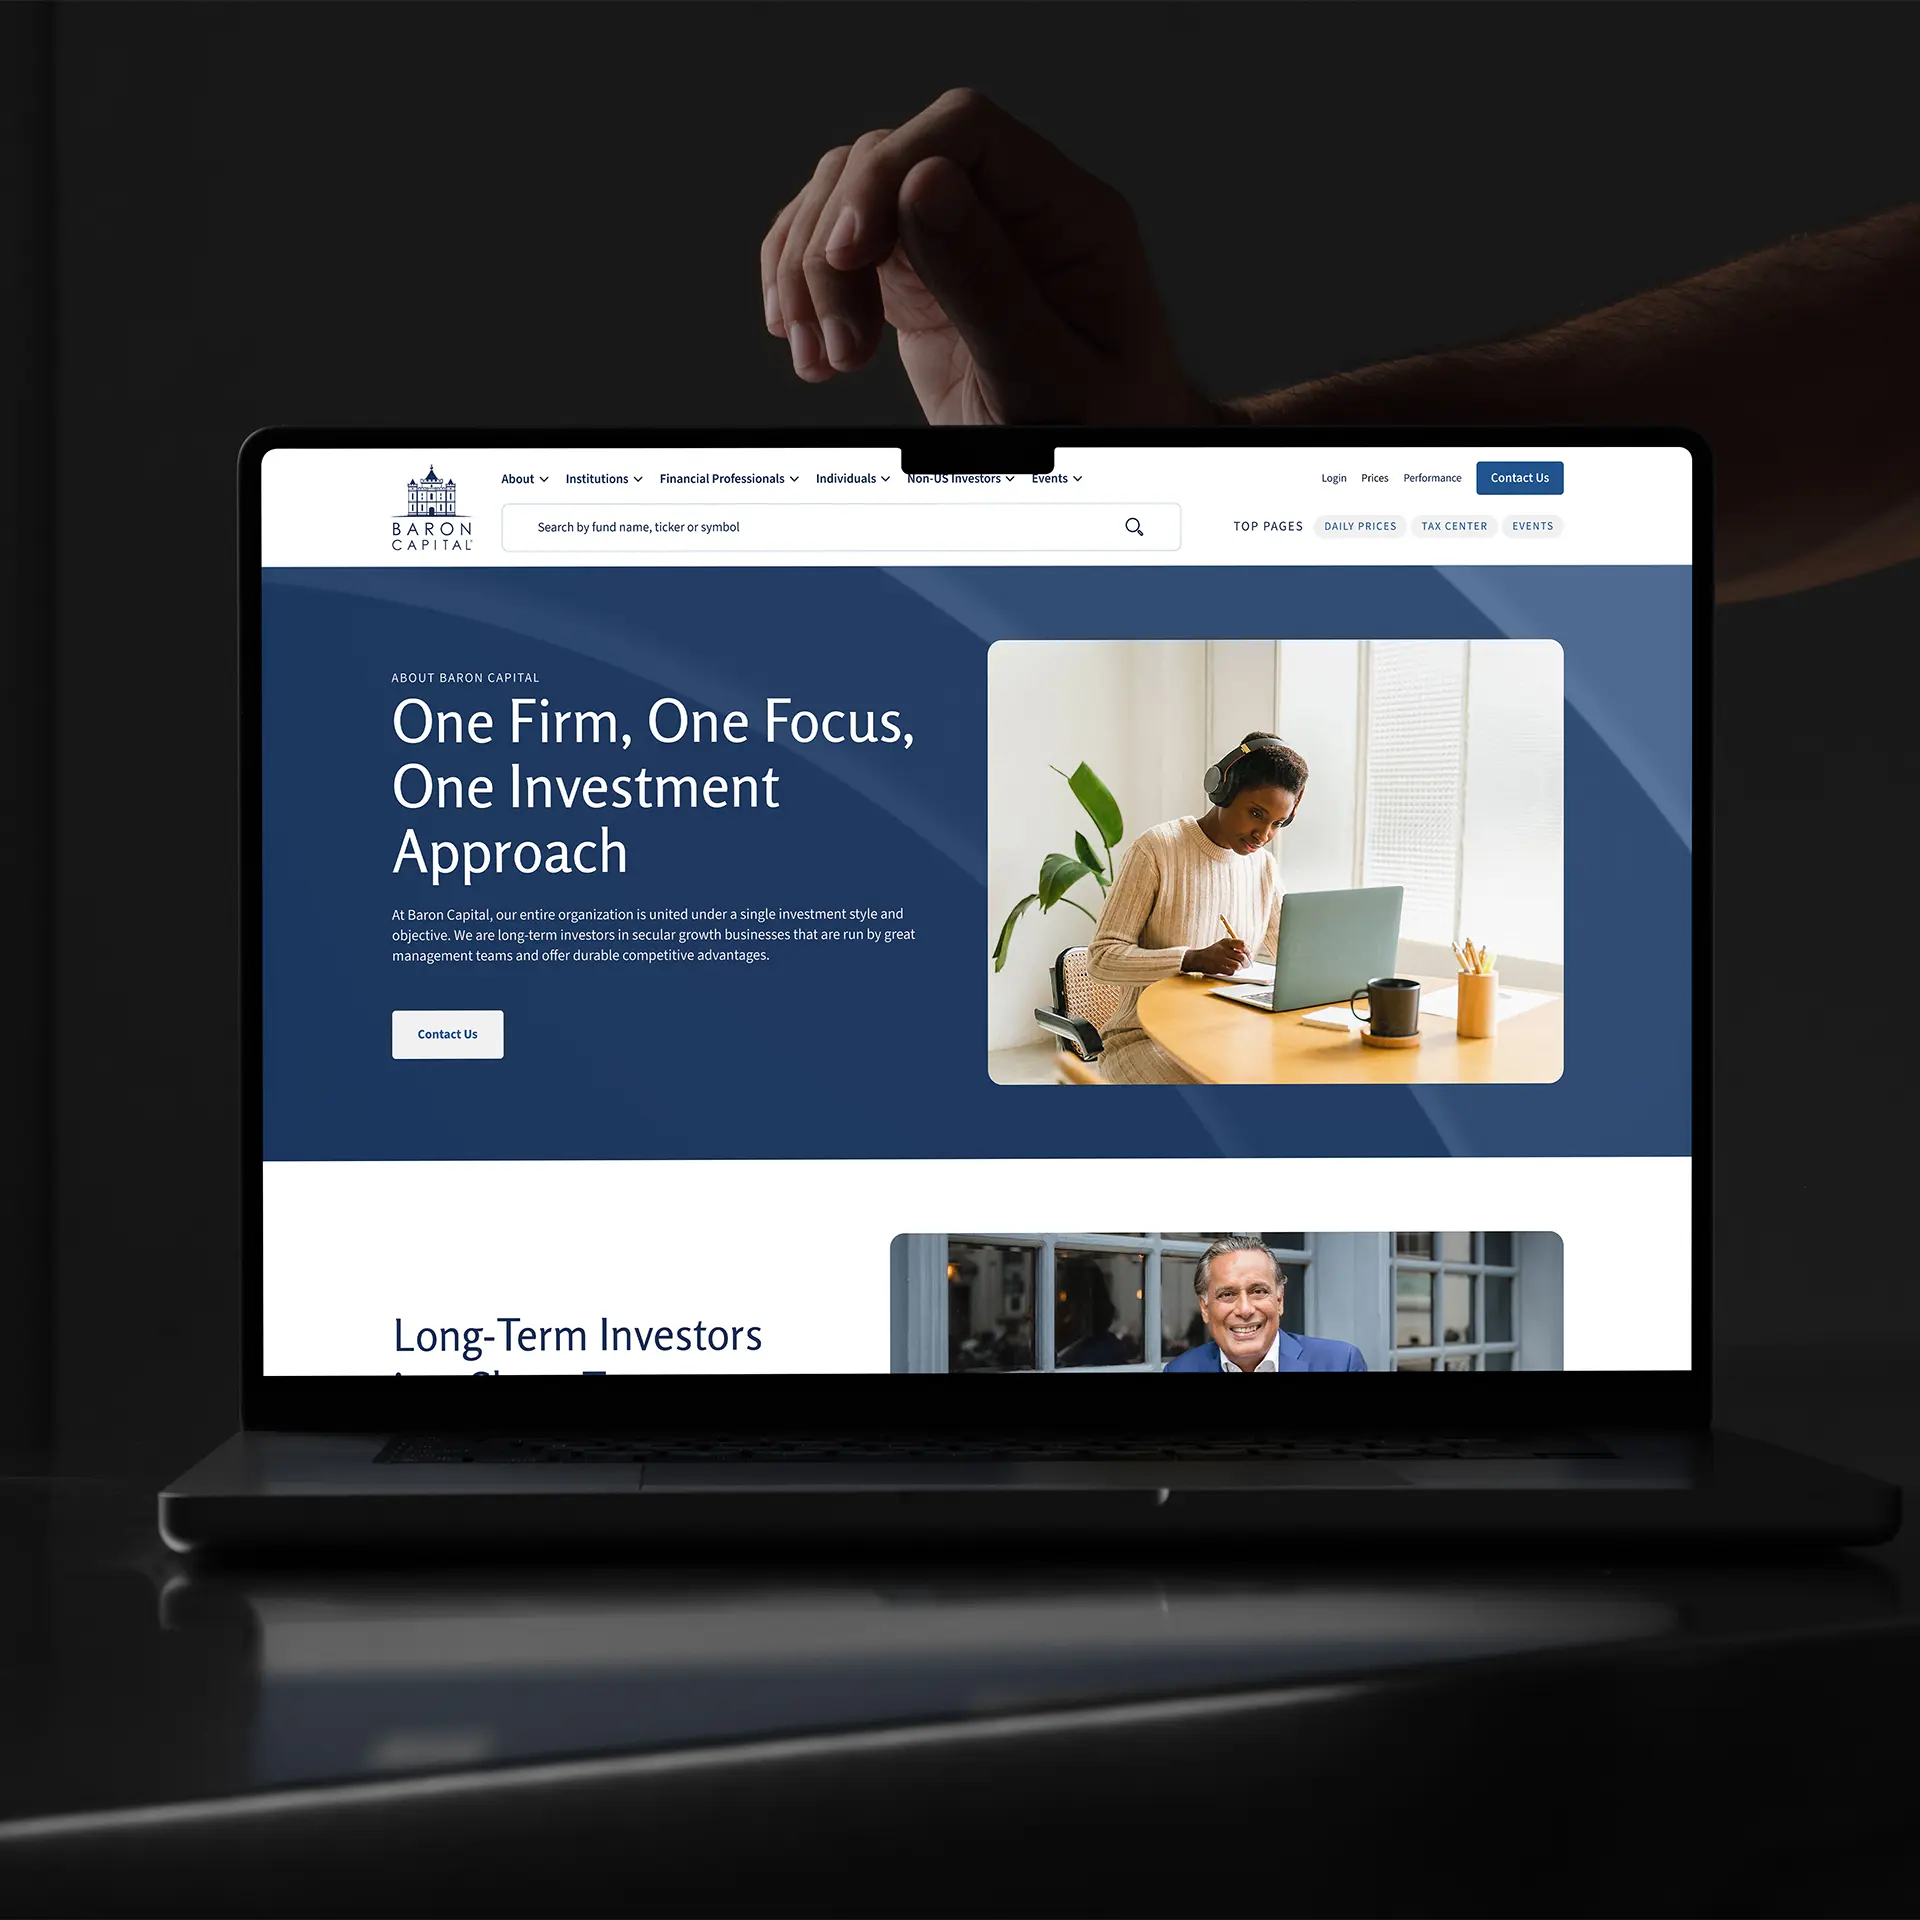 About Institutions Financial Professionals Individuals Non-US Investors Events
Login Prices Performance Contact Us
BARON
CAPITAL
Search by fund name, ticker or symbol
TOP PAGES DAILY PRICES TAX CENTER EVENTS
ABOUT BARON CAPITAL
One Firm, One Focus,
One Investment
Approach
At Baron Capital, our entire organization is united under a single investment style and
objective. We are long-term investors in secular growth businesses that are run by great
management teams and offer durable competitive advantages.
Contact Us
Long-Term Investors